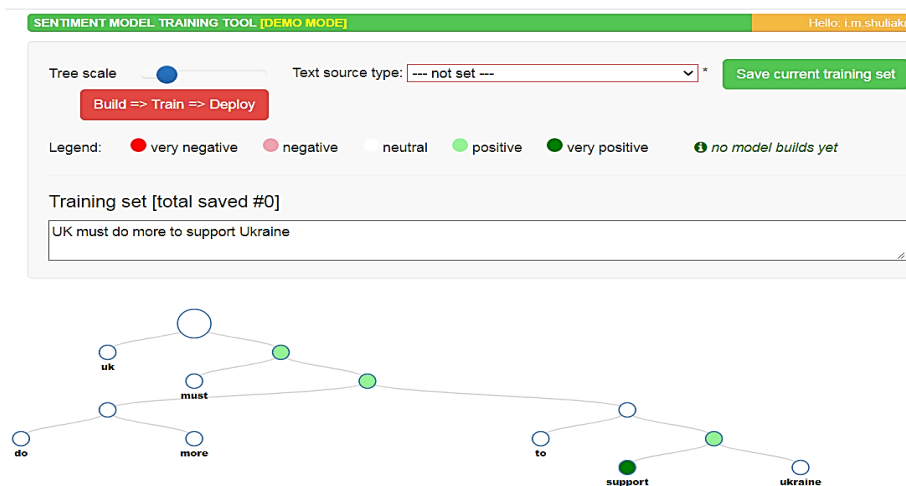 SENTIMENT MODEL TRAINING TOOL [DEMO MODE] Hello: i.m.shuliak
Tree scale Text source type: --- not set --- * Save current training set
Build => Train => Deploy
Legend: very negative negative neutral positive very positive no model builds yet
Training set [total saved #0]
UK must do more to support Ukraine
uk
must
do more to
support ukraine